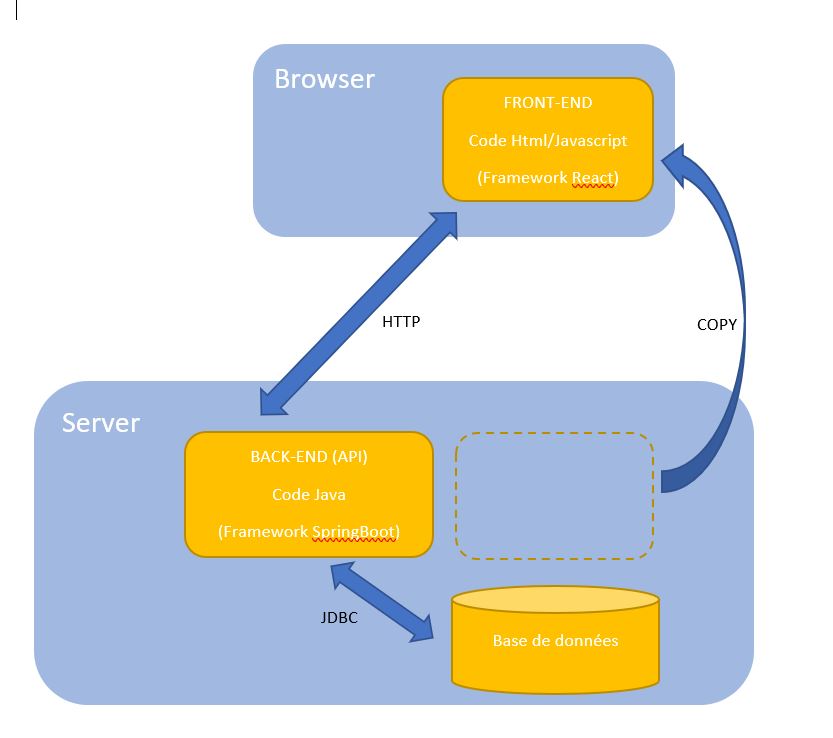 Browser
FRONT-END
Code Html/Javascript
(Framework React)
HTTP
COPY
Server
BACK-END (API)
Code Java
(Framework SpringBoot)
JDBC
Base de données